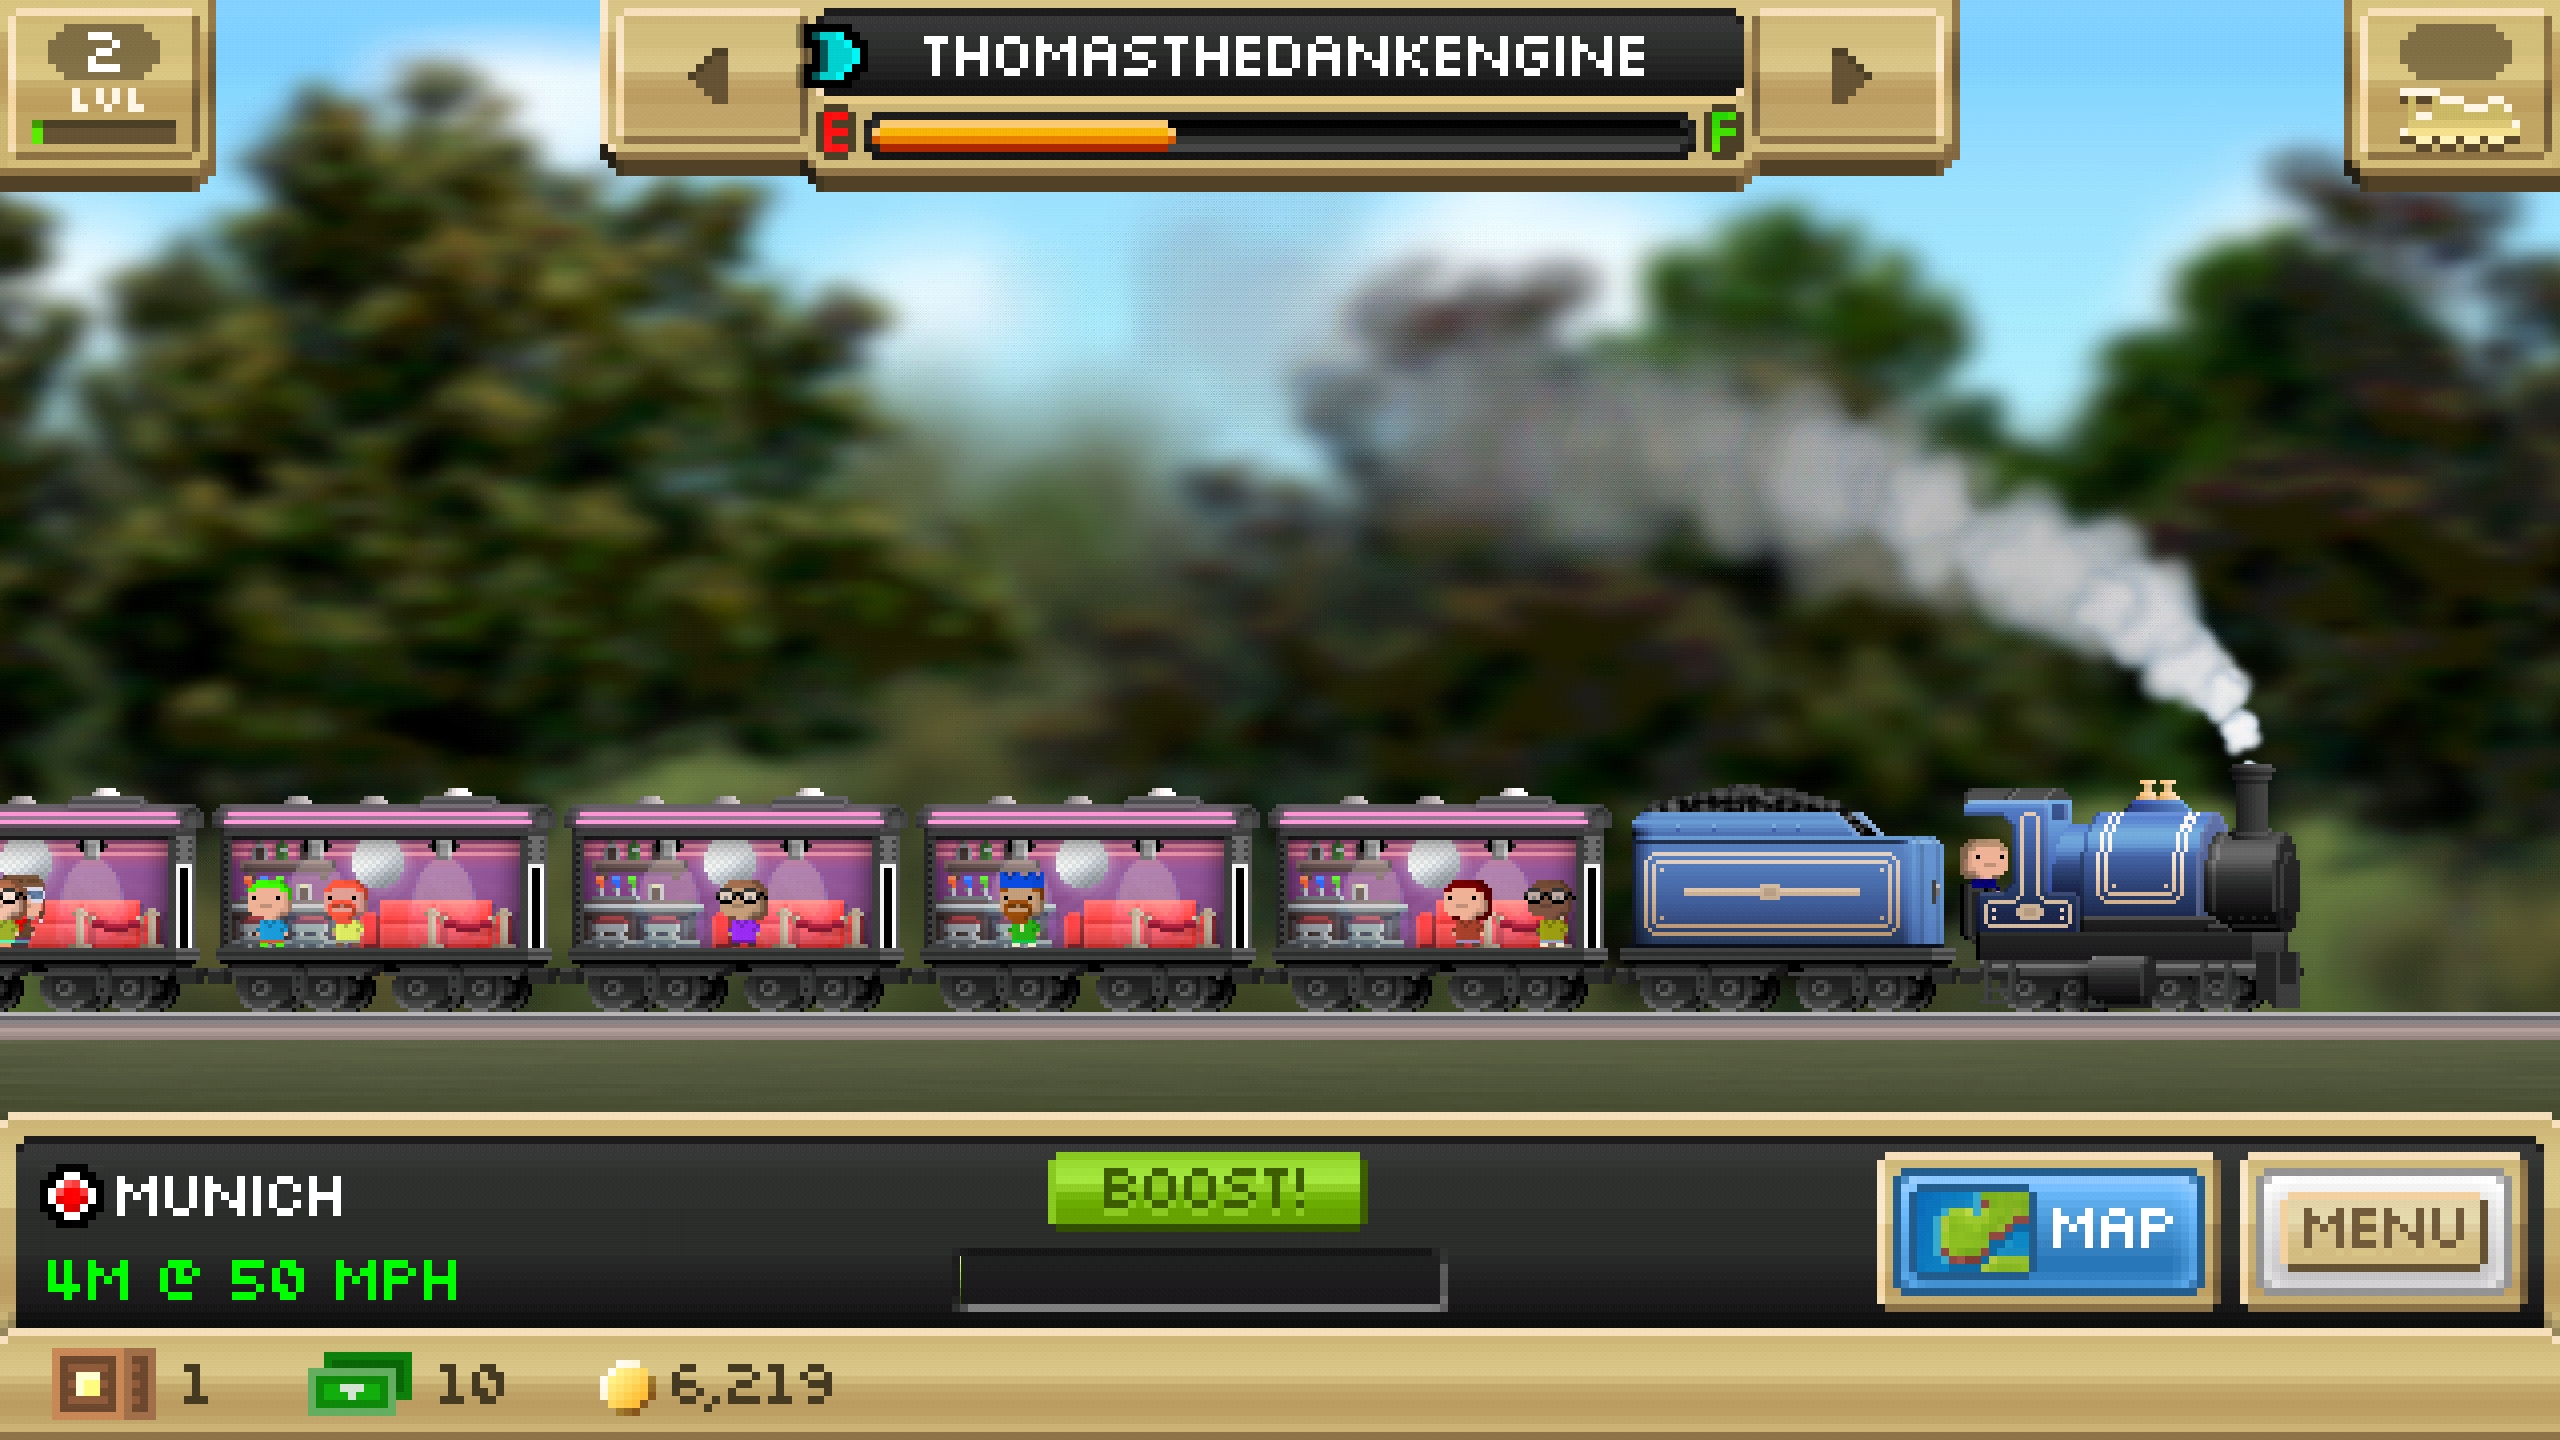 2
LVL
THOMASTHEDANKENGINE
E F
MUNICH
BOOST!
4M @ 50 MPH
MAP
MENU
1 10 6,219